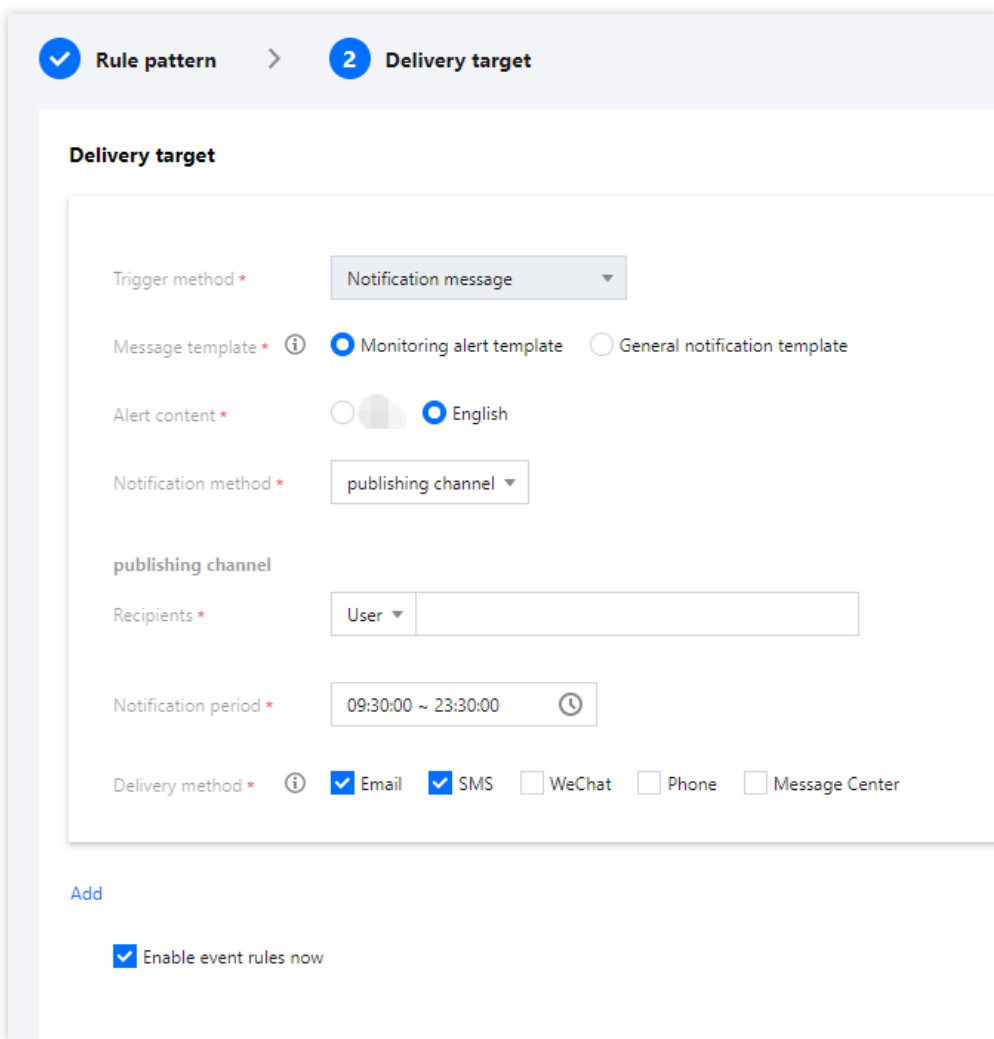 Rule pattern > 2 Delivery target
Delivery target
Trigger method * Notification message
Message template * Monitoring alert template General notification template
Alert content * English
Notification method * publishing channel
publishing channel
Recipients * User
Notification period * 09:30:00 ~ 23:30:00
Delivery method * Email SMS WeChat Phone Message Center
Add
Enable event rules now